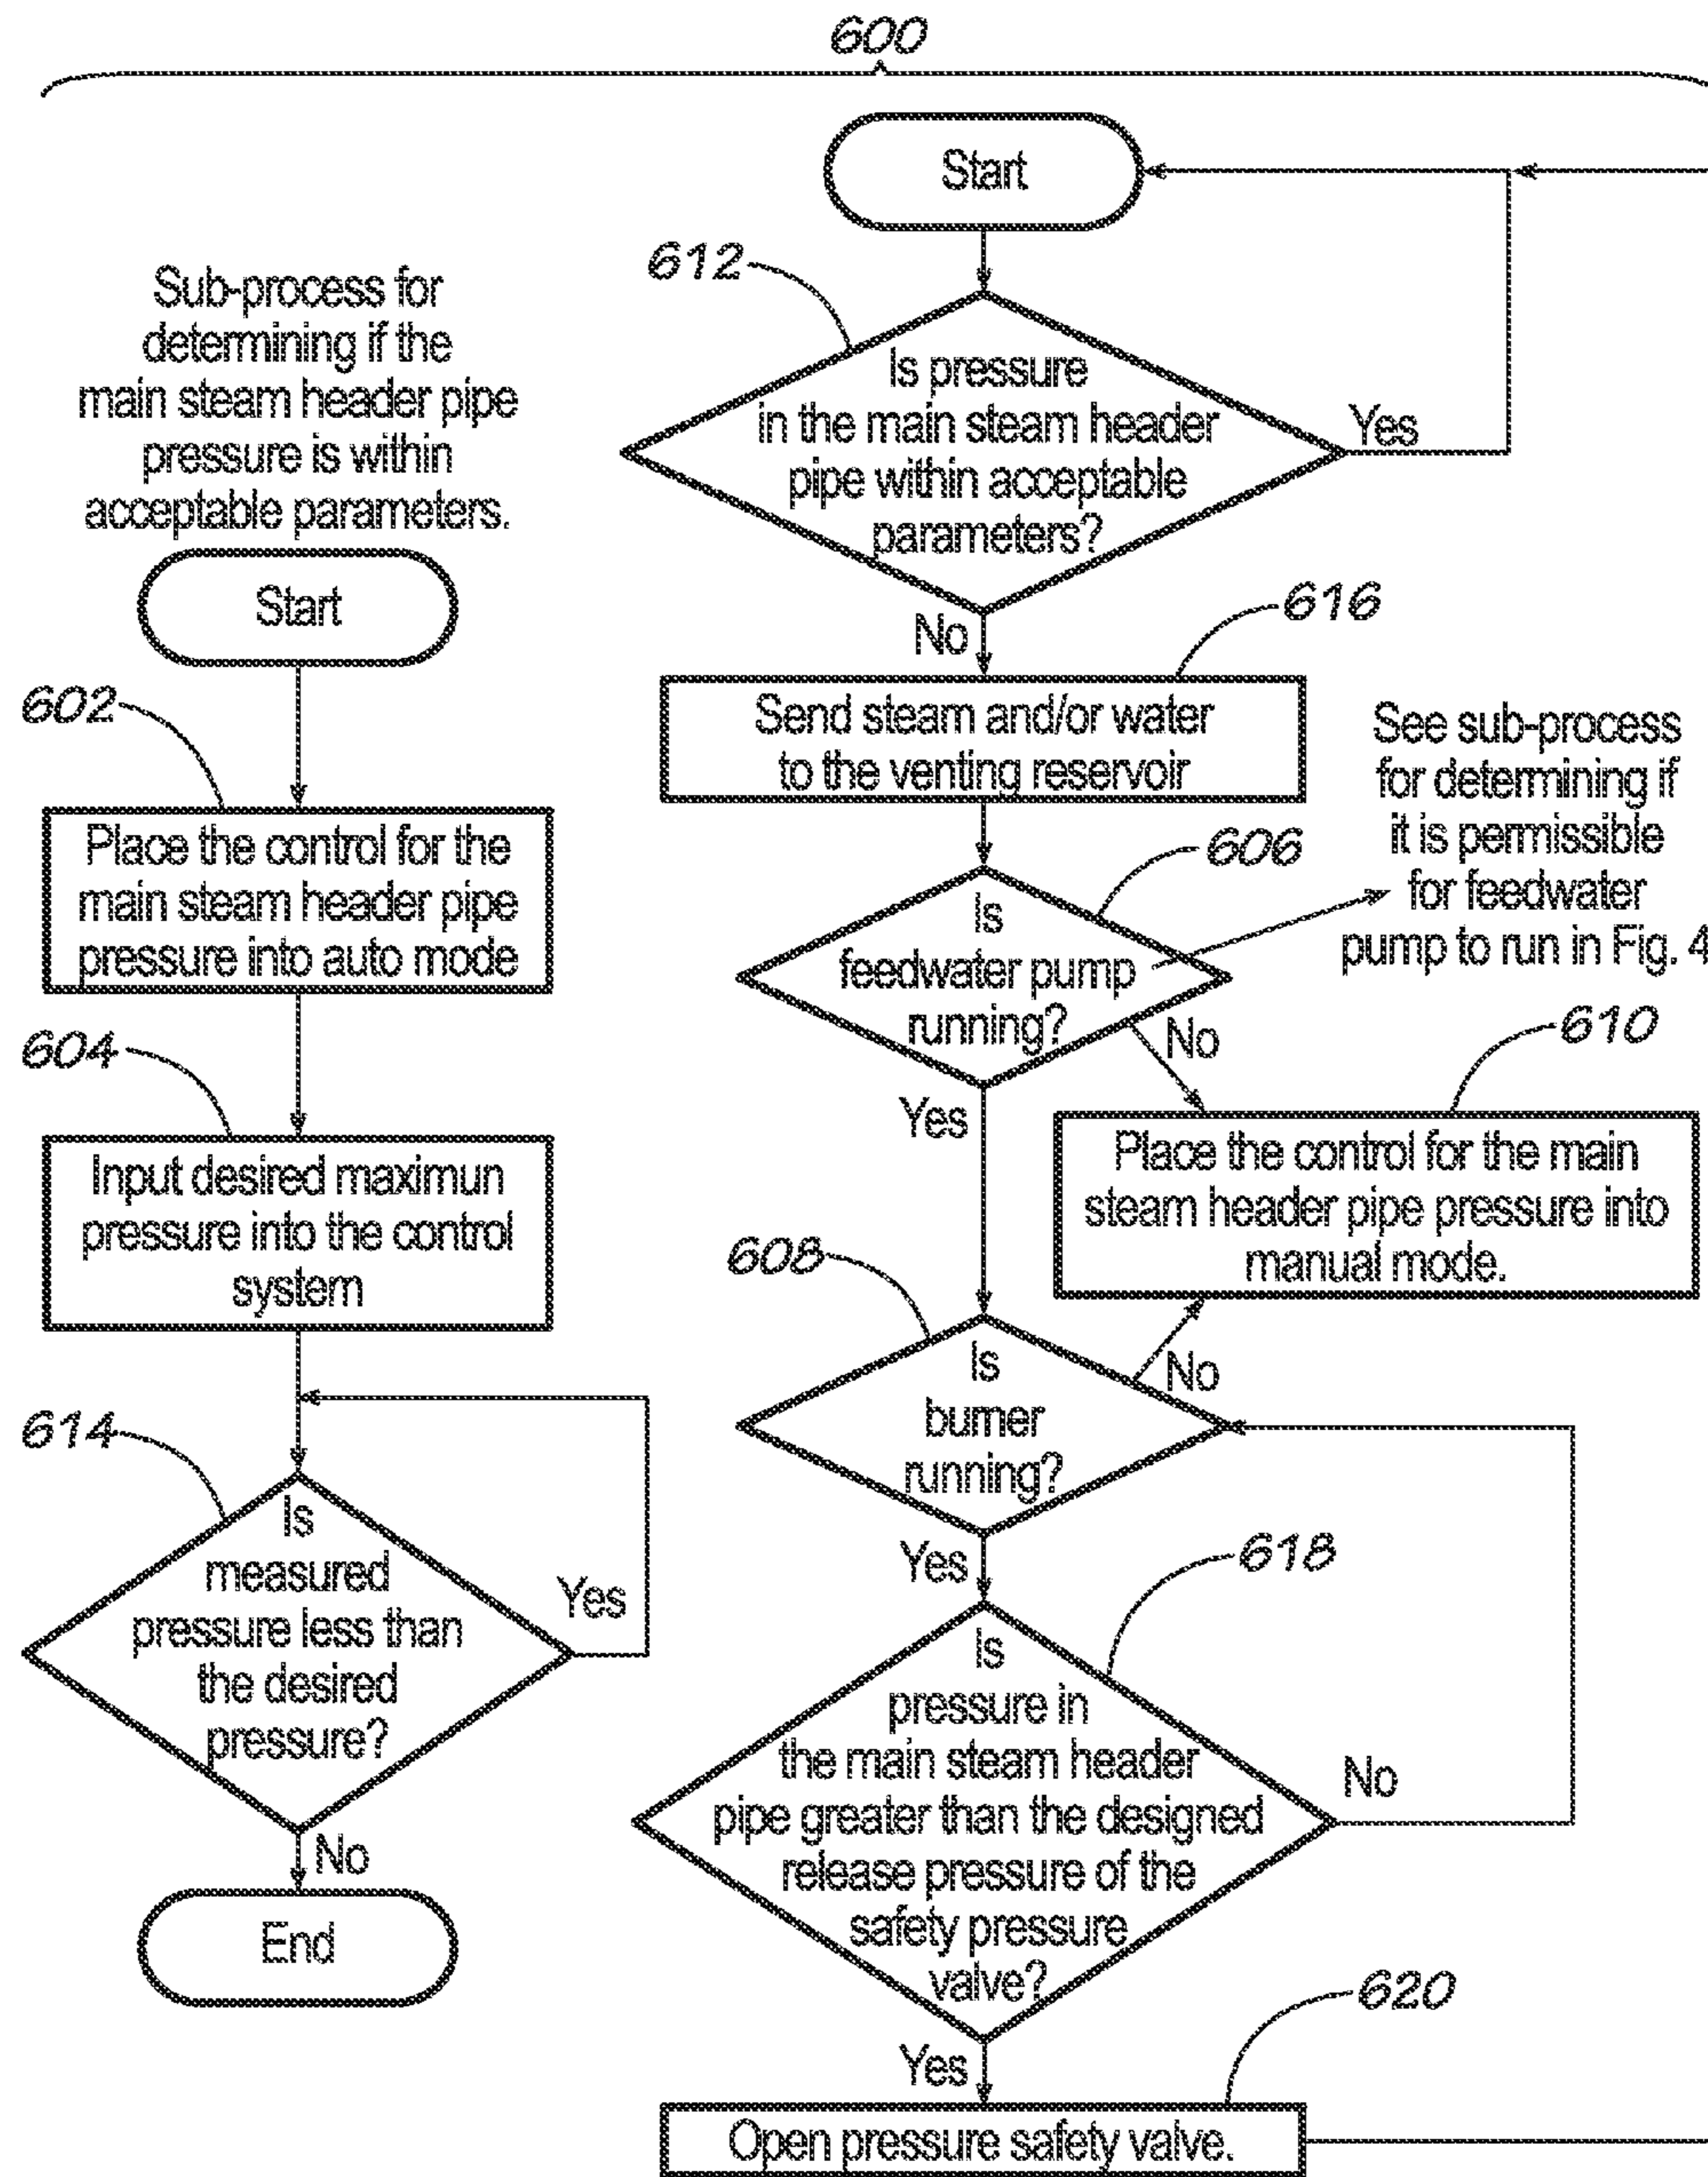 600
Sub-process for
determining if the
main steam header pipe
pressure is within
acceptable parameters.
Start
602
Place the control for the
main steam header pipe
pressure into auto mode
604
Input desired maximun
pressure into the control
system
614
Is
measured
pressure less than
the desired
pressure?
Yes
No
End
Start
612
Is pressure
in the main steam header
pipe within acceptable
parameters?
Yes
No
616
Send steam and/or water
to the venting reservoir
606
Is
feedwater pump
running?
See sub-process
for determining if
it is permissible
for feedwater
pump to run in Fig. 4
No
Yes
610
Place the control for the main
steam header pipe pressure into
manual mode.
608
Is
burner
running?
No
Yes
618
Is
pressure in
the main steam header
pipe greater than the designed
release pressure of the
safety pressure
valve?
No
Yes
620
Open pressure safety valve.